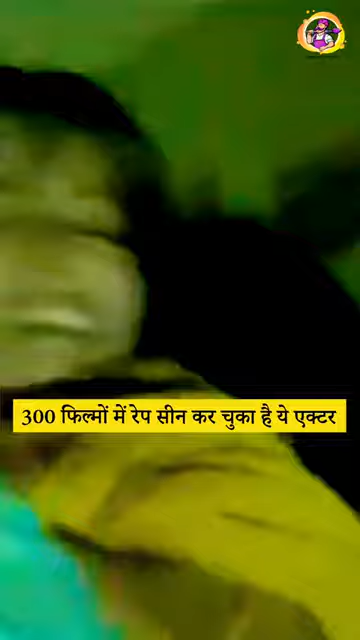 300 फिल्मों में रेप सीन कर चुका है ये एक्टर